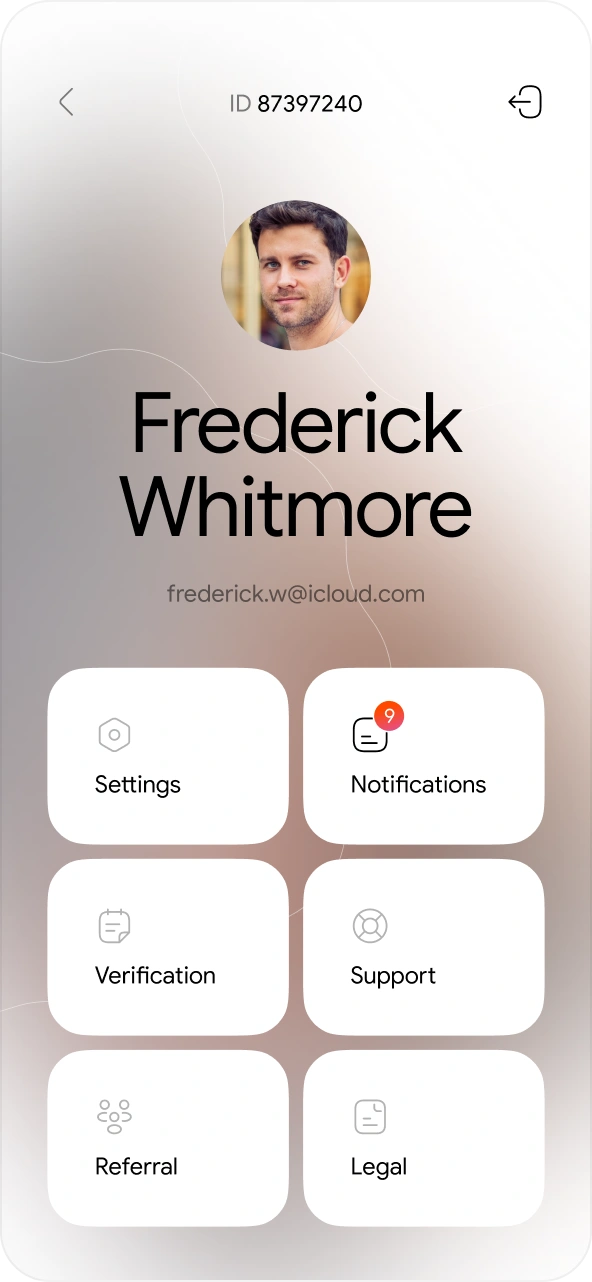 ID 87397240
Frederick
Whitmore
frederick.w@icloud.com
9
Settings
Notifications
Verification
Support
Referral
Legal